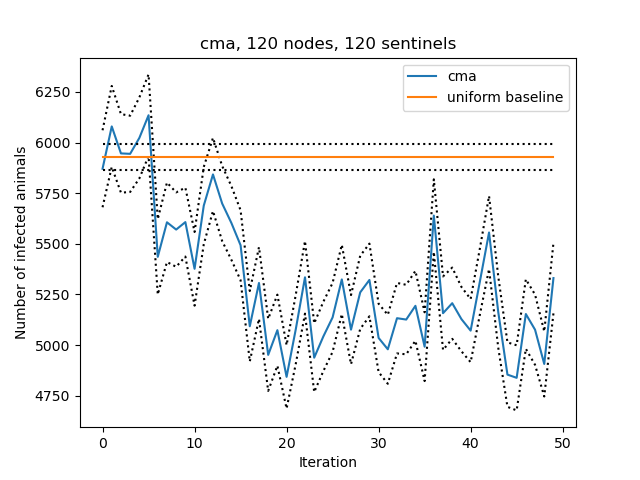 cma, 120 nodes, 120 sentinels
cma
uniform baseline
Number of infected animals
6250
6000
5750
5500
5250
5000
4750
0 10 20 30 40 50
Iteration